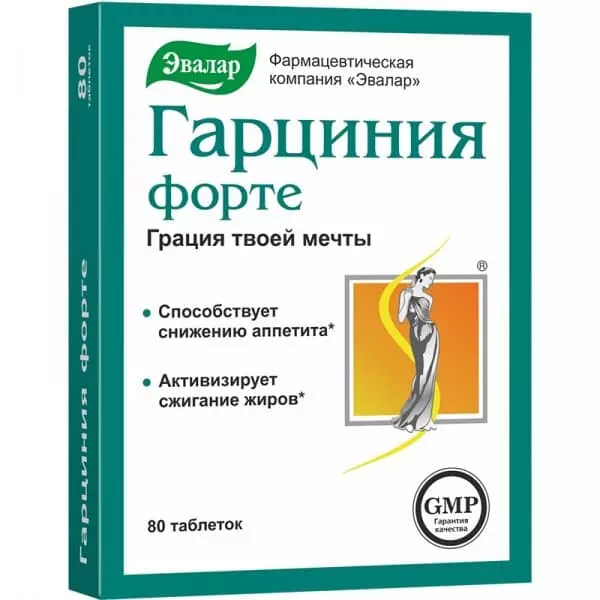 Эвалар
Фармацевтическая
компания «Эвалар»
Гарциния
форте
Грация твоей мечты
• Способствует
снижению аппетита*
• Активизирует
сжигание жиров*
®
GMP
Гарантия
качества
80 таблеток
80
таблеток
Гарциния форте